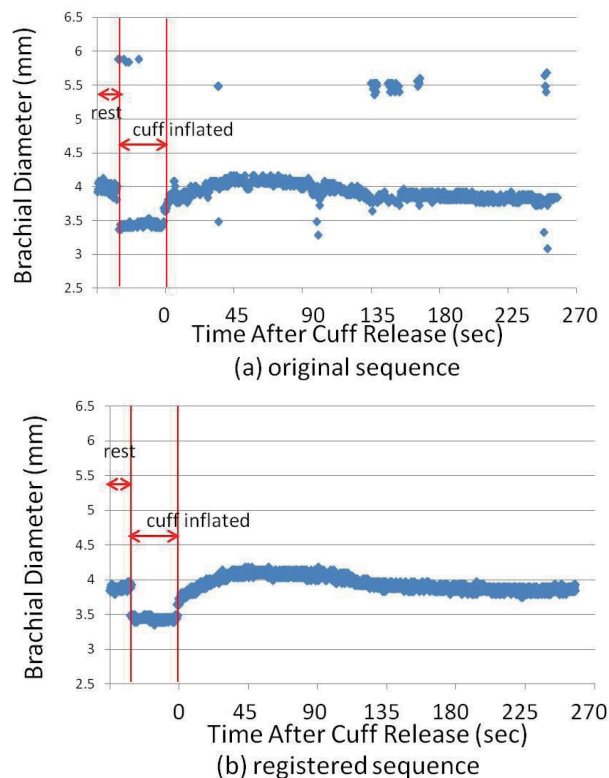 6.5
6
5.5
5
4.5
4
3.5
3
2.5
Brachial Diameter (mm)
rest
cuff inflated
0 45 90 135 180 225 270
Time After Cuff Release (sec)
(a) original sequence
6.5
6
5.5
5
4.5
4
3.5
3
2.5
Brachial Diameter (mm)
rest
cuff inflated
0 45 90 135 180 225 270
Time After Cuff Release (sec)
(b) registered sequence